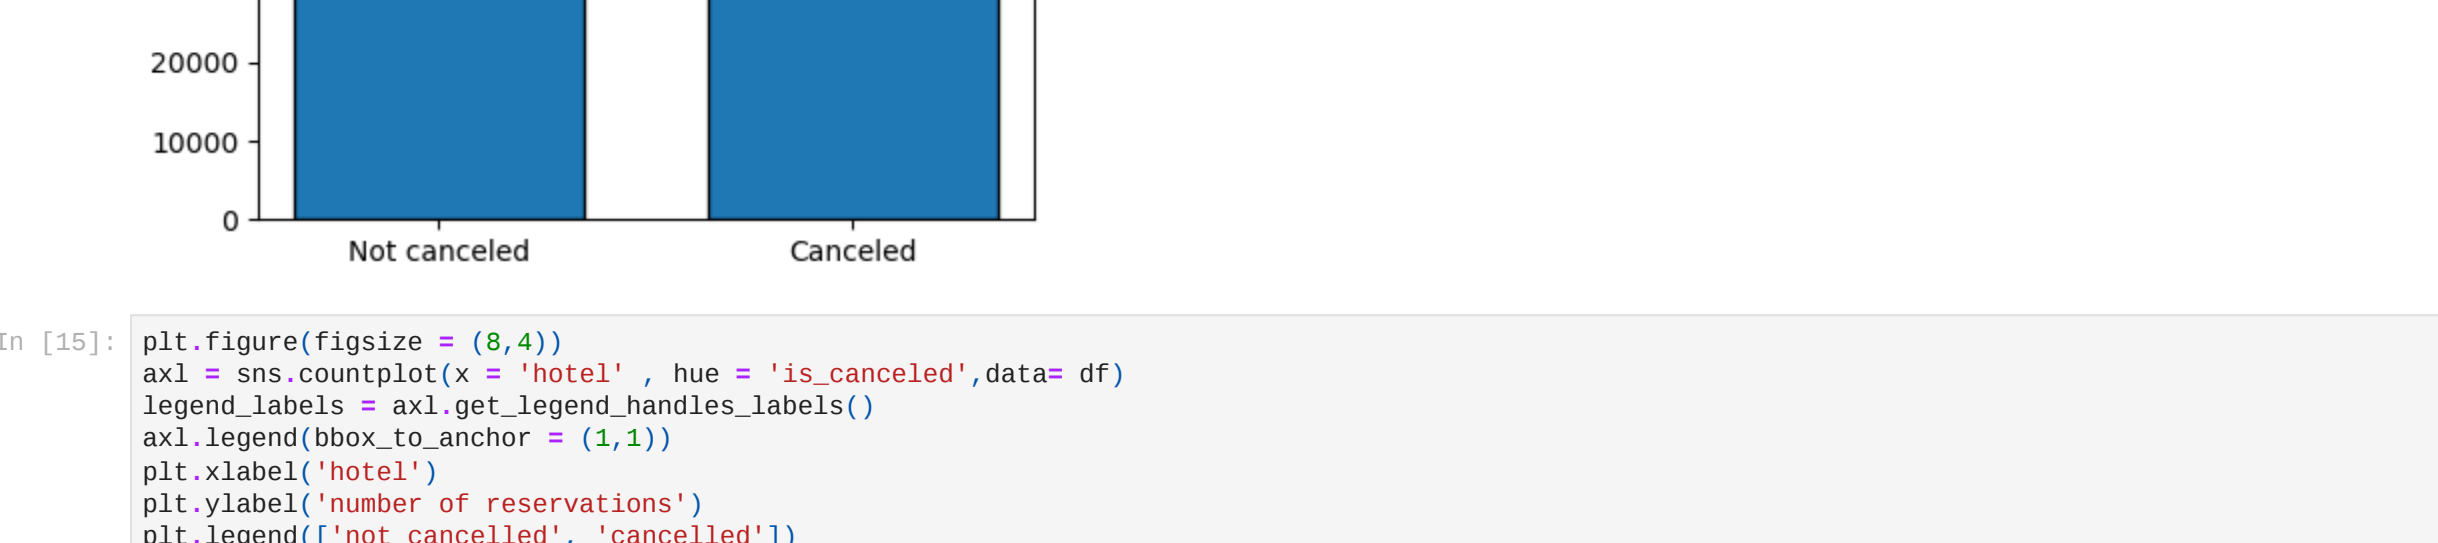 20000
10000
0
Not canceled Canceled
In [15]:
plt.figure(figsize = (8,4))
axl = sns.countplot(x = 'hotel' , hue = 'is_canceled',data= df)
legend_labels = axl.get_legend_handles_labels()
axl.legend(bbox_to_anchor = (1,1))
plt.xlabel('hotel')
plt.ylabel('number of reservations')
plt.legend(['not cancelled', 'cancelled'])